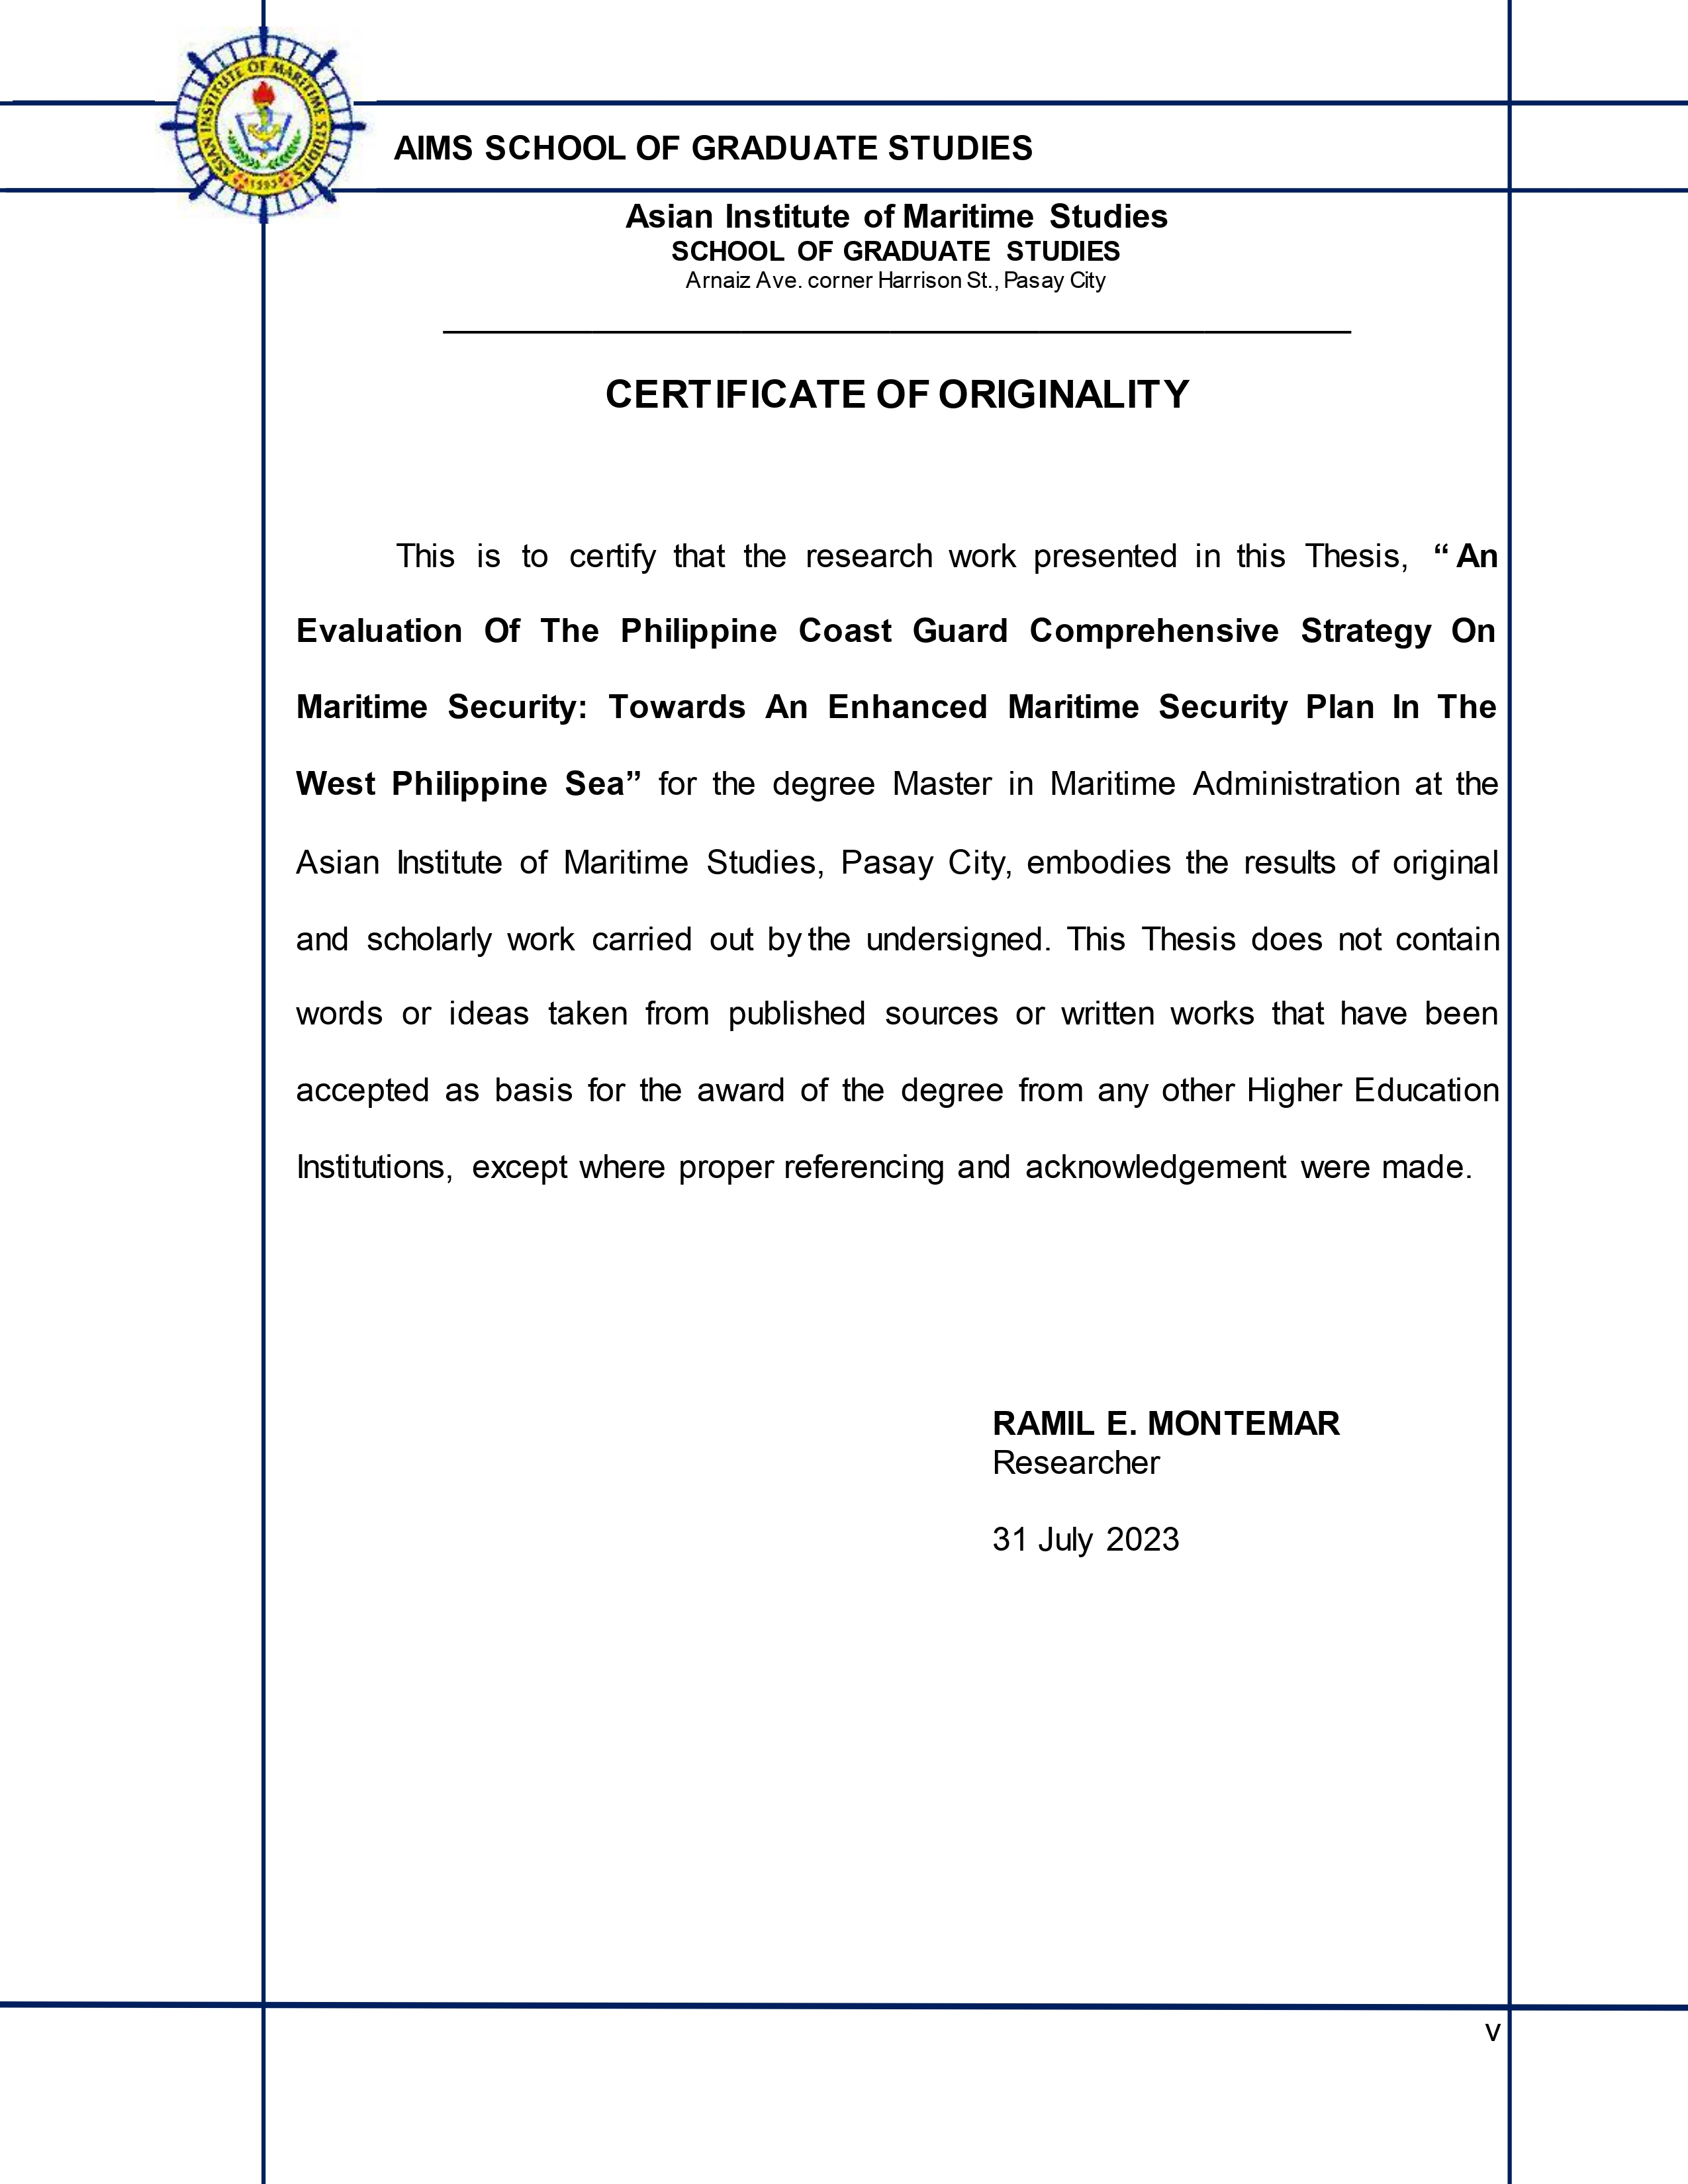 ASIAN INSTITUTE OF MARITIME STUDIES
1993
AIMS SCHOOL OF GRADUATE STUDIES
Asian Institute of Maritime Studies
SCHOOL OF GRADUATE STUDIES
Arnaiz Ave. corner Harrison St., Pasay City
CERTIFICATE OF ORIGINALITY
This is to certify that the research work presented in this Thesis, “ An
Evaluation Of The Philippine Coast Guard Comprehensive Strategy On
Maritime Security: Towards An Enhanced Maritime Security Plan In The
West Philippine Sea” for the degree Master in Maritime Administration at the
Asian Institute of Maritime Studies, Pasay City, embodies the results of original
and scholarly work carried out by the undersigned. This Thesis does not contain
words or ideas taken from published sources or written works that have been
accepted as basis for the award of the degree from any other Higher Education
Institutions, except where proper referencing and acknowledgement were made.
RAMIL E. MONTEMAR
Researcher
31 July 2023
v